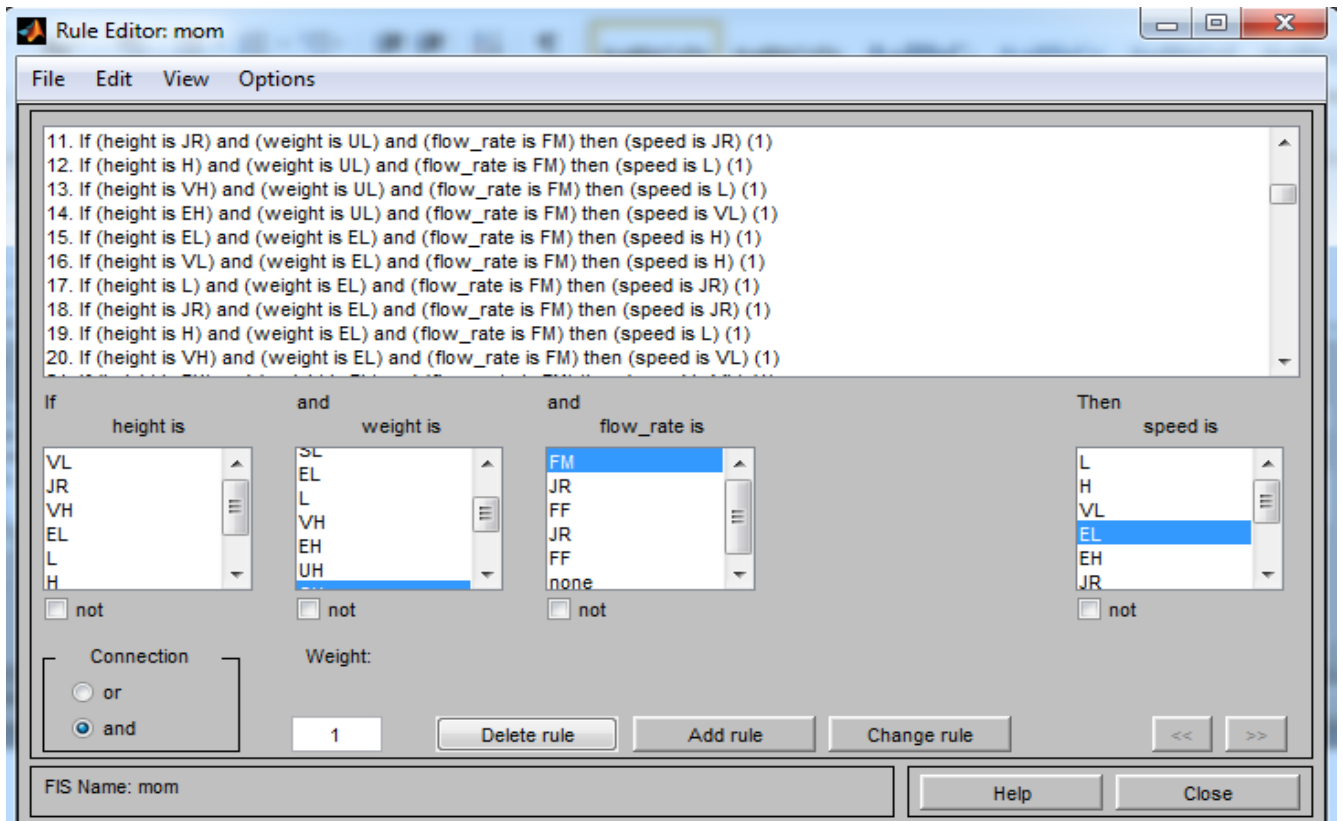 Rule Editor: mom
File Edit View Options
11. If (height is JR) and (weight is UL) and (flow_rate is FM) then (speed is JR) (1)
12. If (height is H) and (weight is UL) and (flow_rate is FM) then (speed is L) (1)
13. If (height is VH) and (weight is UL) and (flow_rate is FM) then (speed is L) (1)
14. If (height is EH) and (weight is UL) and (flow_rate is FM) then (speed is VL) (1)
15. If (height is EL) and (weight is EL) and (flow_rate is FM) then (speed is H) (1)
16. If (height is VL) and (weight is EL) and (flow_rate is FM) then (speed is H) (1)
17. If (height is L) and (weight is EL) and (flow_rate is FM) then (speed is JR) (1)
18. If (height is JR) and (weight is EL) and (flow_rate is FM) then (speed is JR) (1)
19. If (height is H) and (weight is EL) and (flow_rate is FM) then (speed is L) (1)
20. If (height is VH) and (weight is EL) and (flow_rate is FM) then (speed is VL) (1)
If and and Then
height is weight is flow_rate is speed is
VL
JR
VH
EL
L
H
SL
EL
L
VH
EH
UH
FM
JR
FF
JR
FF
none
L
H
VL
EL
EH
JR
not not not not
Connection
or
and
Weight:
1
Delete rule Add rule Change rule << >>
FIS Name: mom
Help Close